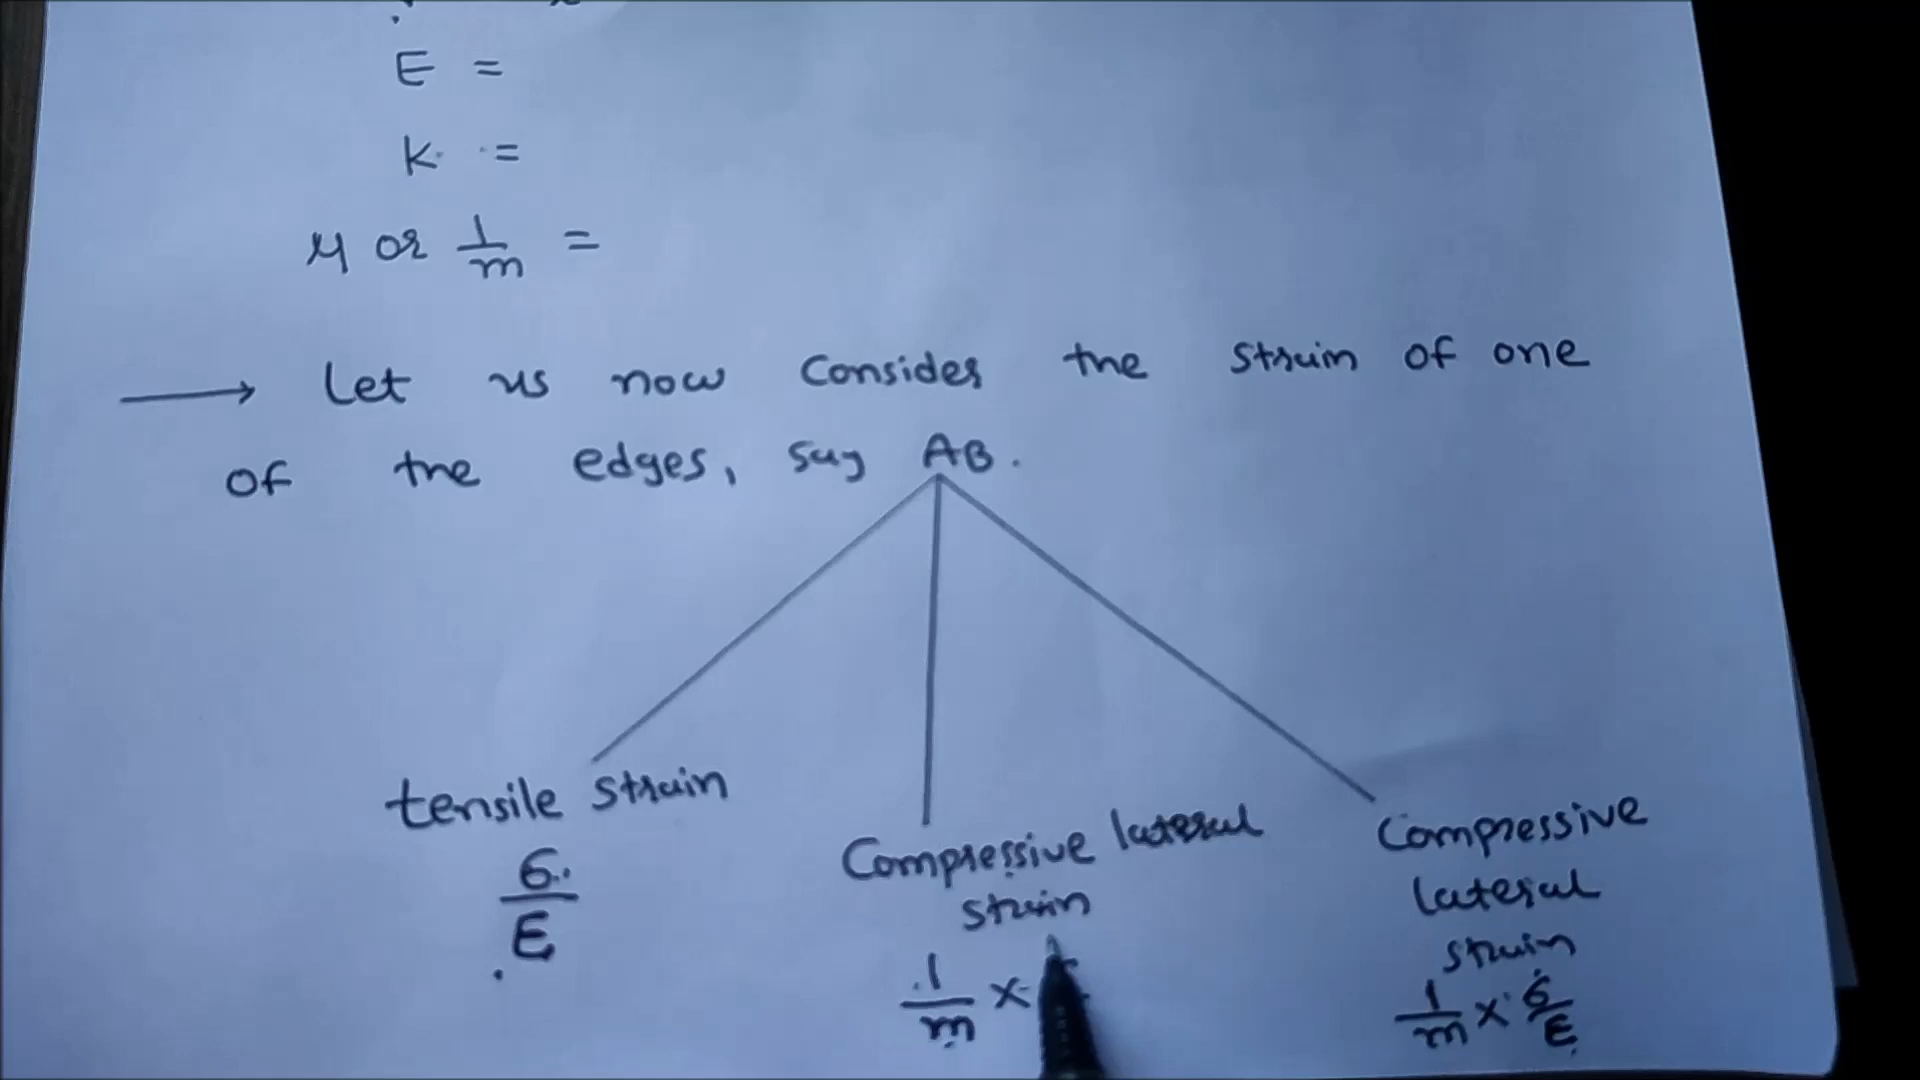 E =
K =
μ or 1/m =
→ Let us now Consider the Strain of one
of the edges, say AB.
tensile strain
σ/E
Compressive lateral
strain
1/m ×
Compressive
lateral
strain
1/m × σ/E